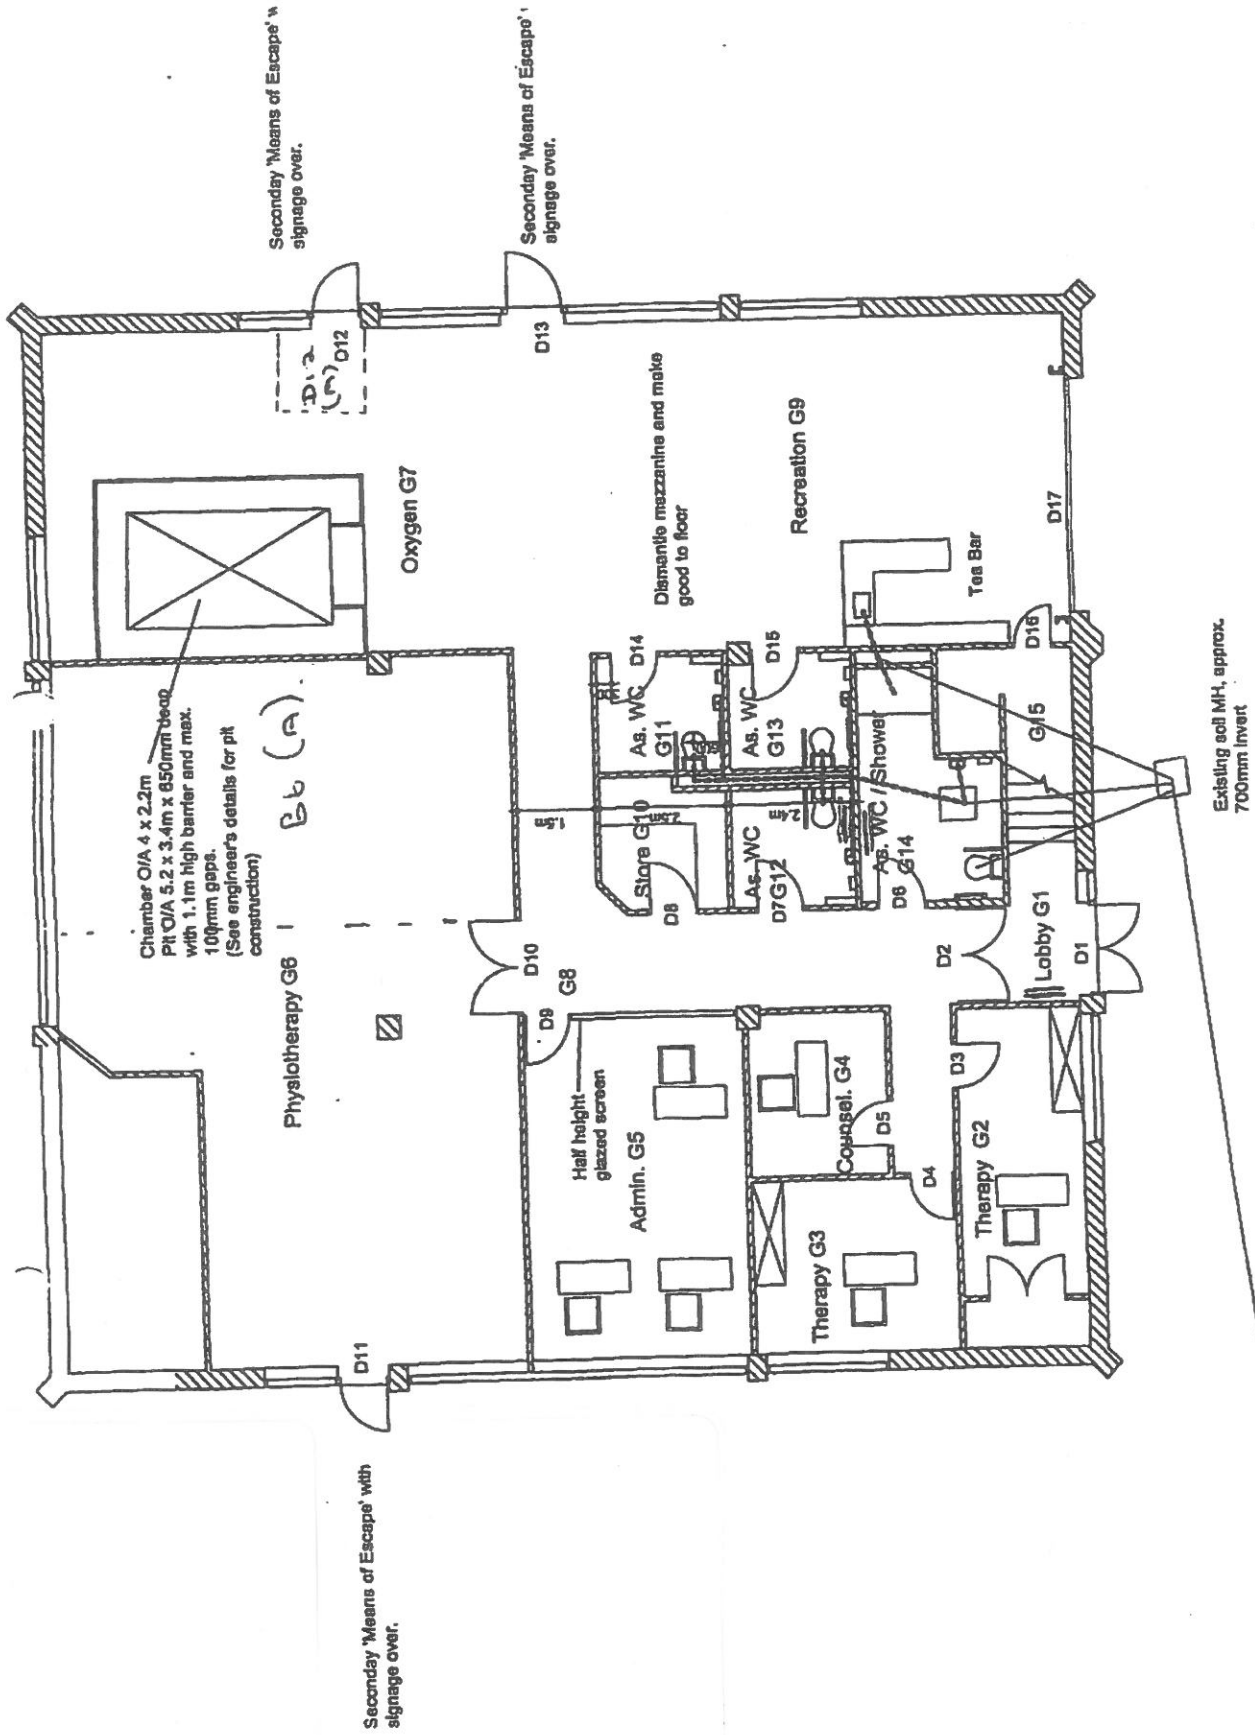 Seconday 'Means of Escape' w
signage over.
Seconday 'Means of Escape'
signage over.
Seconday 'Means of Escape' with
signage over.
Chamber O/A 4 x 2.2m
Pit O/A 5.2 x 3.4m x 650mm deep
with 1.1m high barrier and max.
100mm gaps.
(See engineer's details for pit
construction)
Physiotherapy G6
Oxygen G7
D12
D12
D13
Dismantle mezzanine and make
good to floor
Recreation G9
Tea Bar
D17
D16
D14
As. WC
G11
D15
As. WC
G13
Store G10
D8
As. WC
G12
D7
As. WC / Shower
G14
D6
G15
D10
G8
D9
D2
Lobby G1
D1
D11
Half height
glazed screen
Admin. G5
Counsel. G4
D5
D3
D4
Therapy G3
Therapy G2
Existing soil MH, approx.
700mm invert